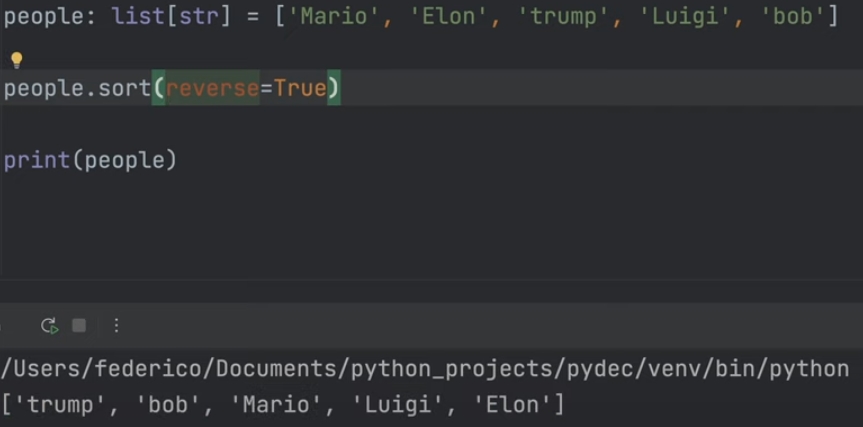 people: list[str] = ['Mario', 'Elon', 'trump', 'Luigi', 'bob']
people.sort(reverse=True)
print(people)
/Users/federico/Documents/python_projects/pydec/venv/bin/python
['trump', 'bob', 'Mario', 'Luigi', 'Elon']